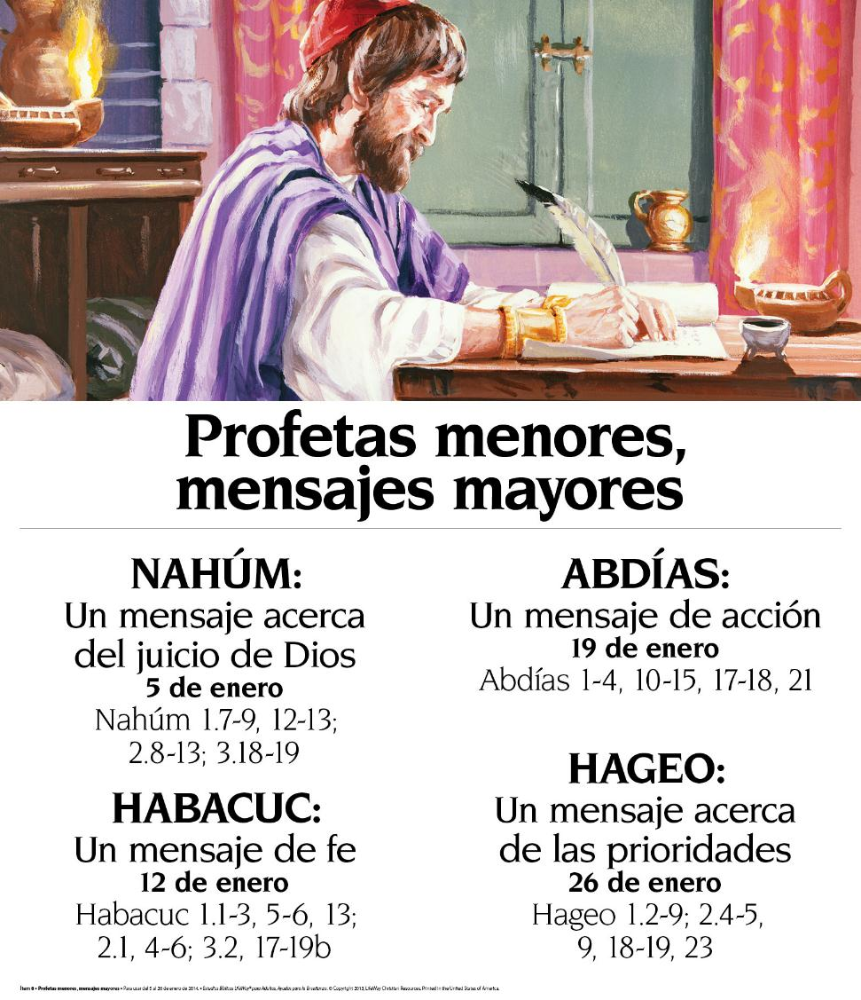 Profetas menores,
mensajes mayores
NAHÚM:
Un mensaje acerca
del juicio de Dios
5 de enero
Nahúm 1.7-9, 12-13;
2.8-13; 3.18-19
HABACUC:
Un mensaje de fe
12 de enero
Habacuc 1.1-3, 5-6, 13;
2.1, 4-6; 3.2, 17-19b
ABDÍAS:
Un mensaje de acción
19 de enero
Abdías 1-4, 10-15, 17-18, 21
HAGEO:
Un mensaje acerca
de las prioridades
26 de enero
Hageo 1.2-9; 2.4-5,
9, 18-19, 23
Ítem 8 • Profetas menores, mensajes mayores • Para usar del 5 al 26 de enero de 2014. • Estudios Bíblicos LifeWay® para Adultos, Ayudas para la Enseñanza. © Copyright 2013, LifeWay Christian Resources. Printed in the United States of America.